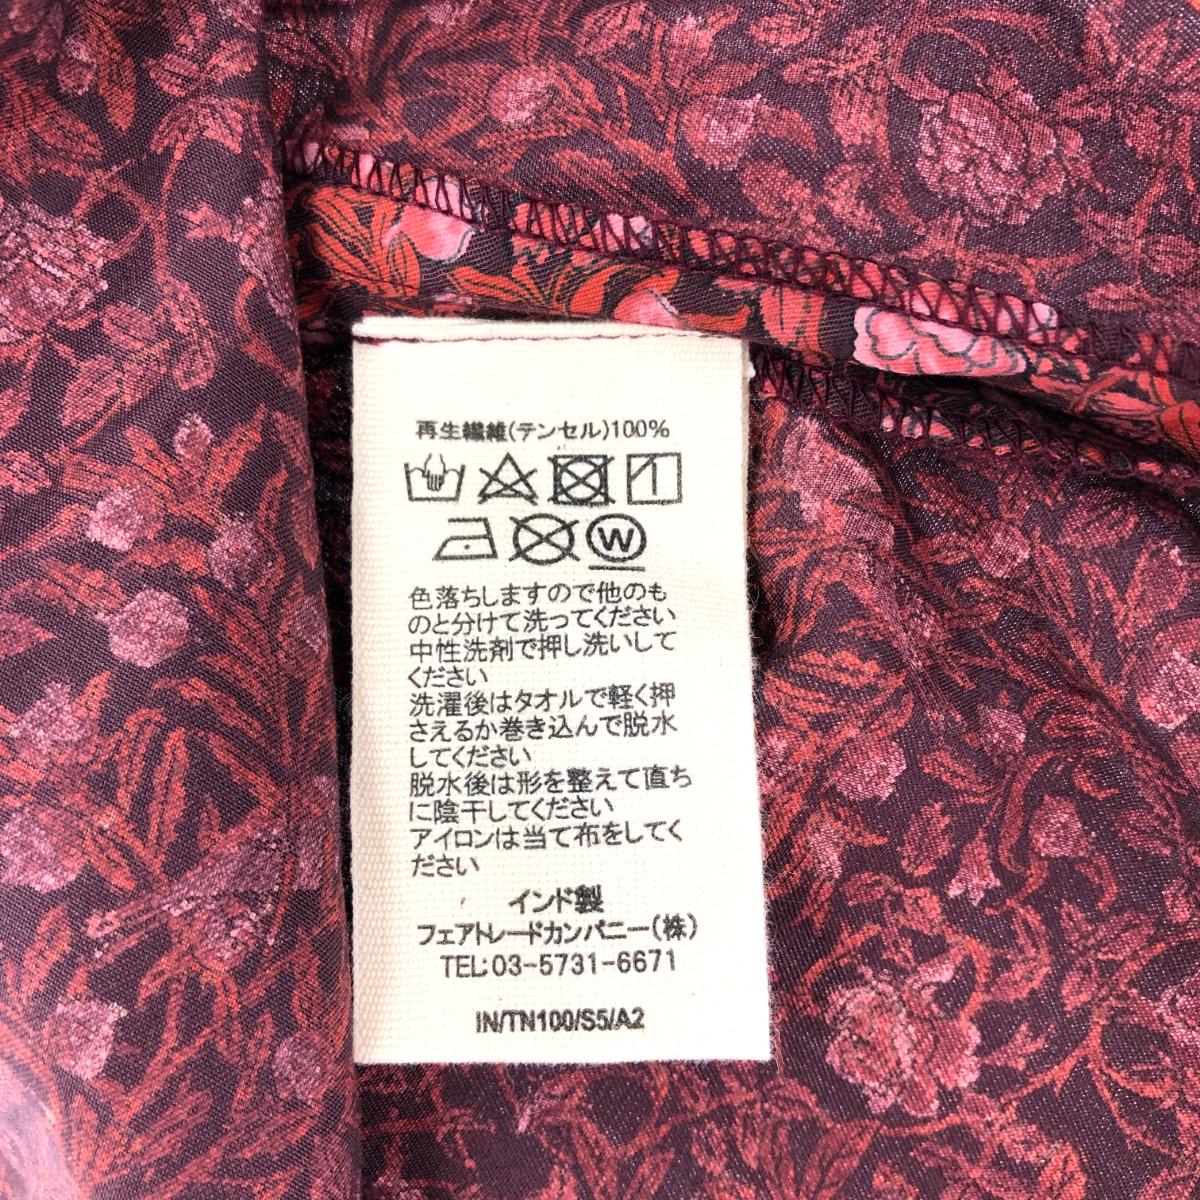 再生繊維(テンセル)100%
W
色落ちしますので他のも
のと分けて洗ってください
中性洗剤で押し洗いして
ください
洗濯後はタオルで軽く押
さえるか巻き込んで脱水
してください
脱水後は形を整えて直ち
に陰干してください
アイロンは当て布をしてく
ださい
インド製
フェアトレードカンパニー(株)
TEL:03-5731-6671
IN/TN100/S5/A2